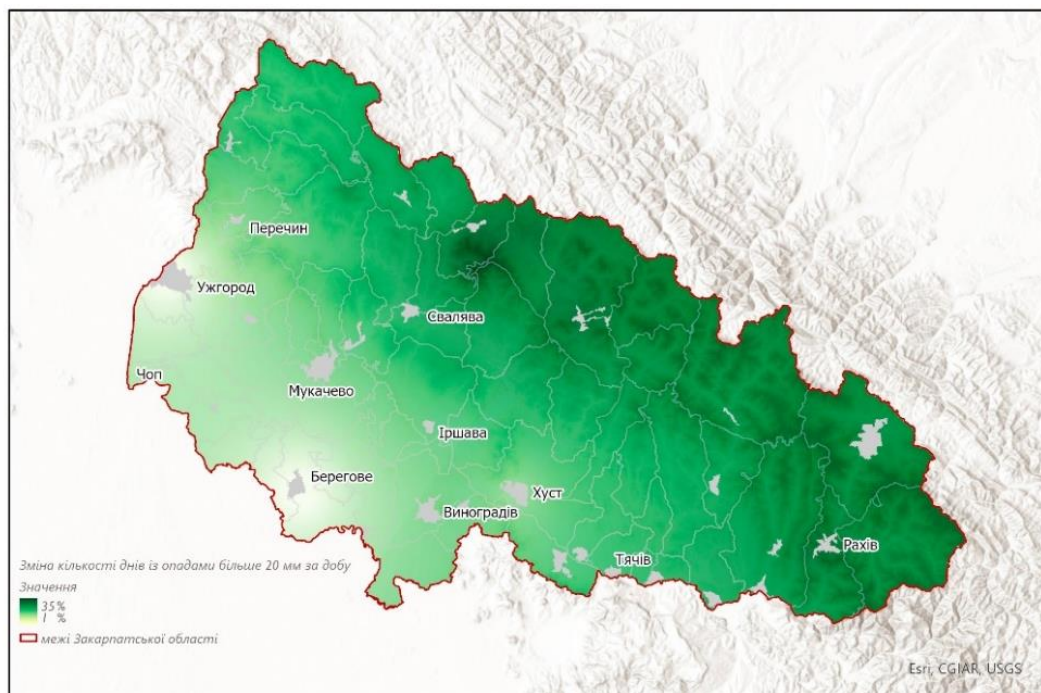 Перечин
Ужгород
Свалява
Чоп
Мукачево
Іршава
Берегове
Хуст
Виноградів
Рахів
Тячів
Зміна кількості днів із опадами більше 20 мм за добу
Значення
35 %
1 %
межі Закарпатської області
Esri, CGIAR, USGS